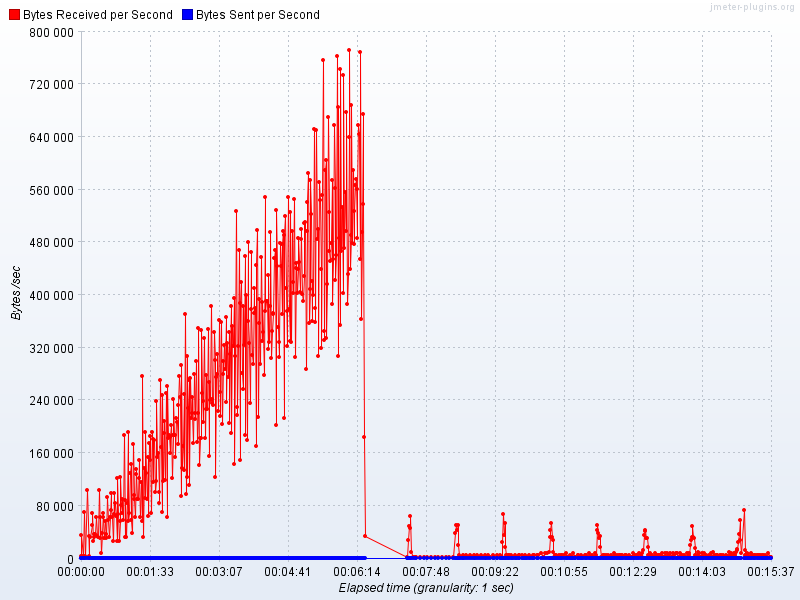 Bytes Received per Second Bytes Sent per Second
jmeter-plugins.org
800 000
720 000
640 000
560 000
480 000
400 000
320 000
240 000
160 000
80 000
0
Bytes /sec
00:00:00 00:01:33 00:03:07 00:04:41 00:06:14 00:07:48 00:09:22 00:10:55 00:12:29 00:14:03 00:15:37
Elapsed time (granularity: 1 sec)